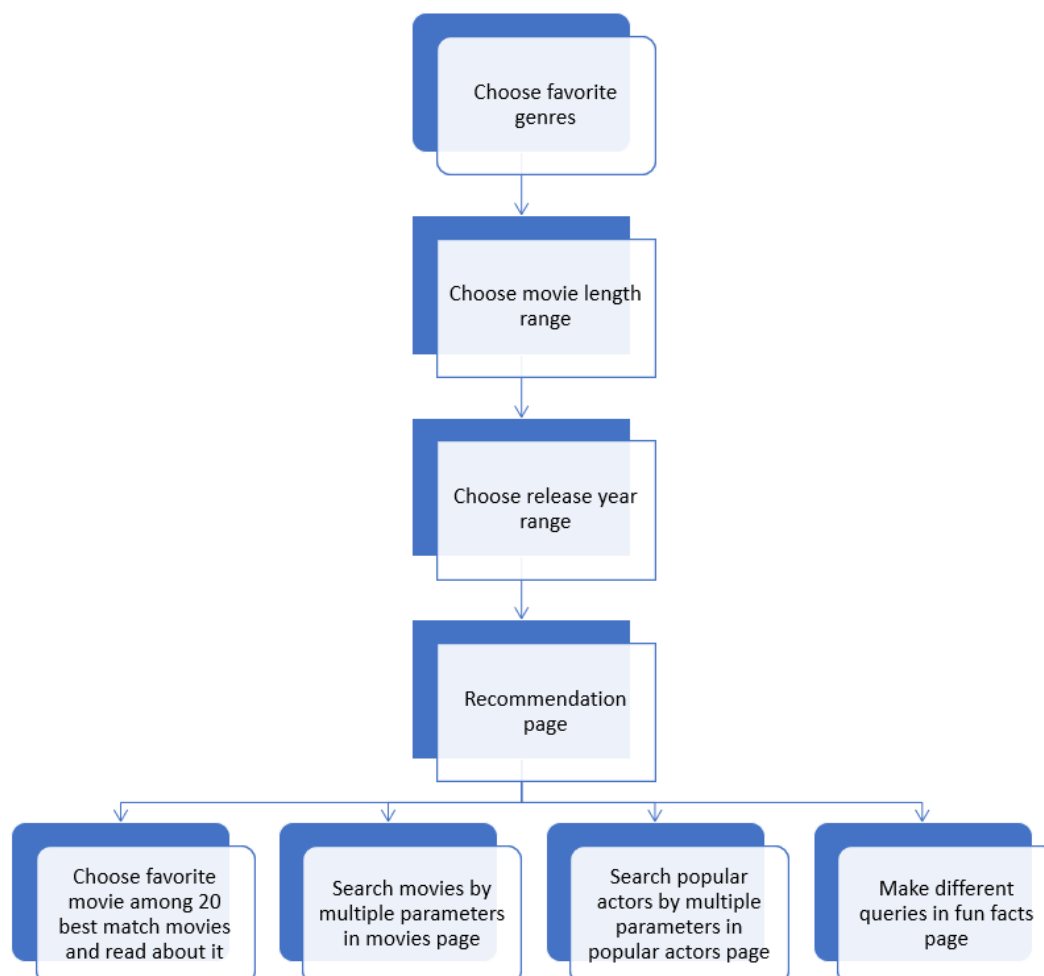 Choose favorite
genres
Choose movie length
range
Choose release year
range
Recommendation
page
Choose favorite
movie among 20
best match movies
and read about it
Search movies by
multiple parameters
in movies page
Search popular
actors by multiple
parameters in
popular actors page
Make different
queries in fun facts
page